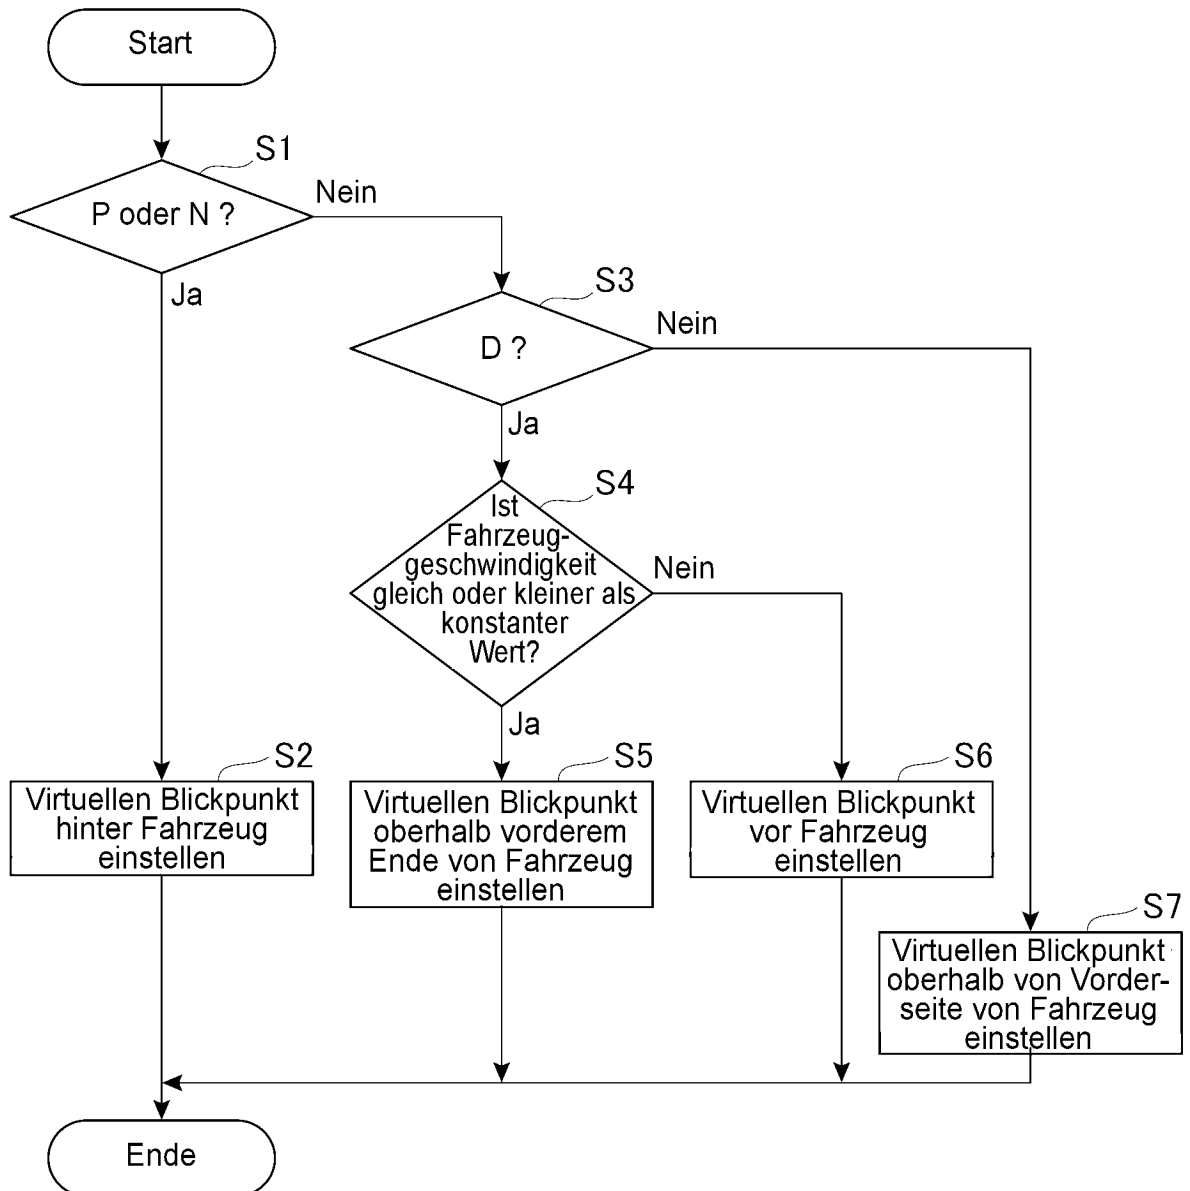 Start
S1
P oder N ?
Nein
Ja
S3
D ?
Nein
Ja
S4
Ist
Fahrzeug-
geschwindigkeit
gleich oder kleiner als
konstanter
Wert?
Nein
Ja
S2
Virtuellen Blickpunkt
hinter Fahrzeug
einstellen
S5
Virtuellen Blickpunkt
oberhalb vorderem
Ende von Fahrzeug
einstellen
S6
Virtuellen Blickpunkt
vor Fahrzeug
einstellen
S7
Virtuellen Blickpunkt
oberhalb von Vorder-
seite von Fahrzeug
einstellen
Ende